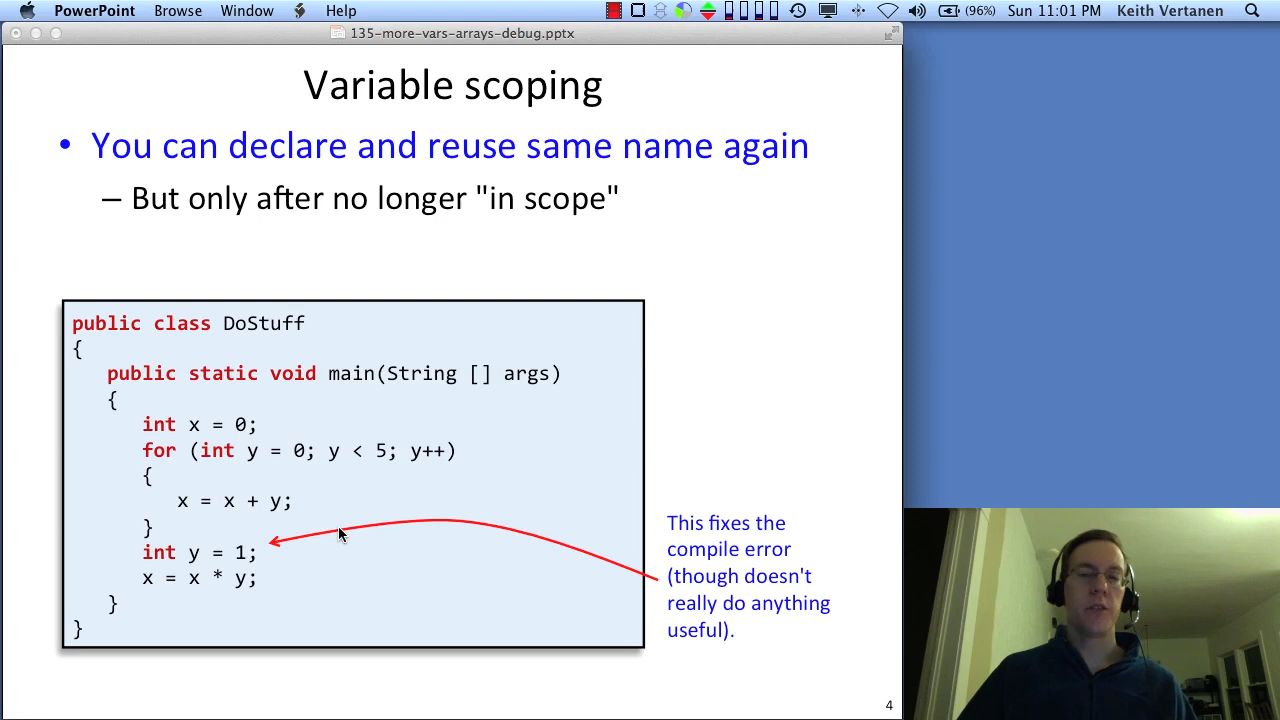 PowerPoint Browse Window Help (96%) Sun 11:01 PM Keith Vertanen
135-more-vars-arrays-debug.pptx
Variable scoping
• You can declare and reuse same name again
– But only after no longer "in scope"
public class DoStuff
{
public static void main(String [] args)
{
int x = 0;
for (int y = 0; y < 5; y++)
{
x = x + y;
}
int y = 1;
x = x * y;
}
}
This fixes the
compile error
(though doesn't
really do anything
useful).
4